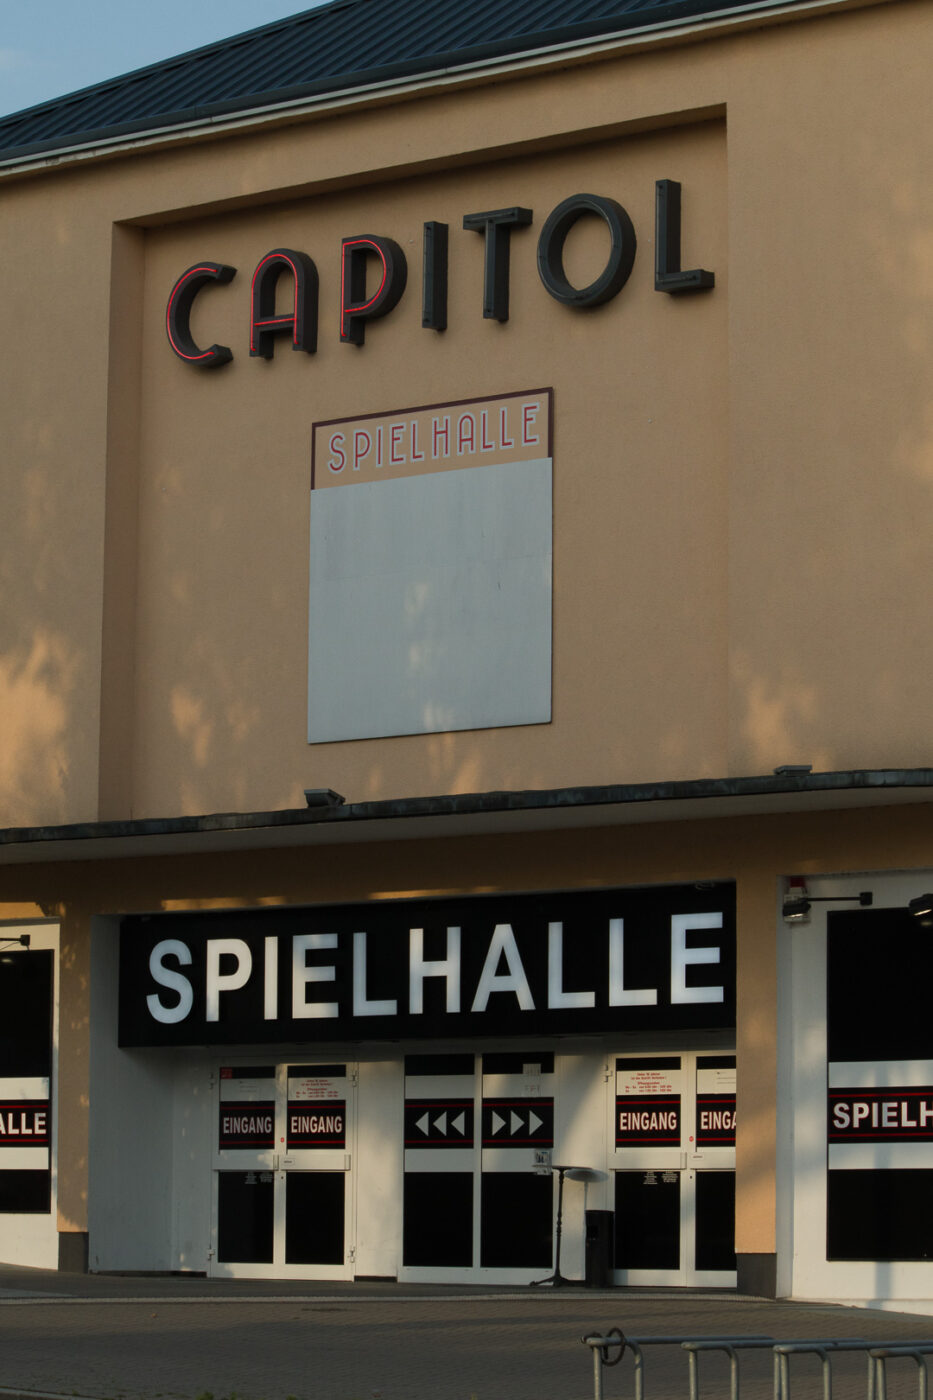 CAPITOL
SPIELHALLE
SPIELHALLE
ALLE
EINGANG
EINGANG
EINGANG
EINGA
SPIELH